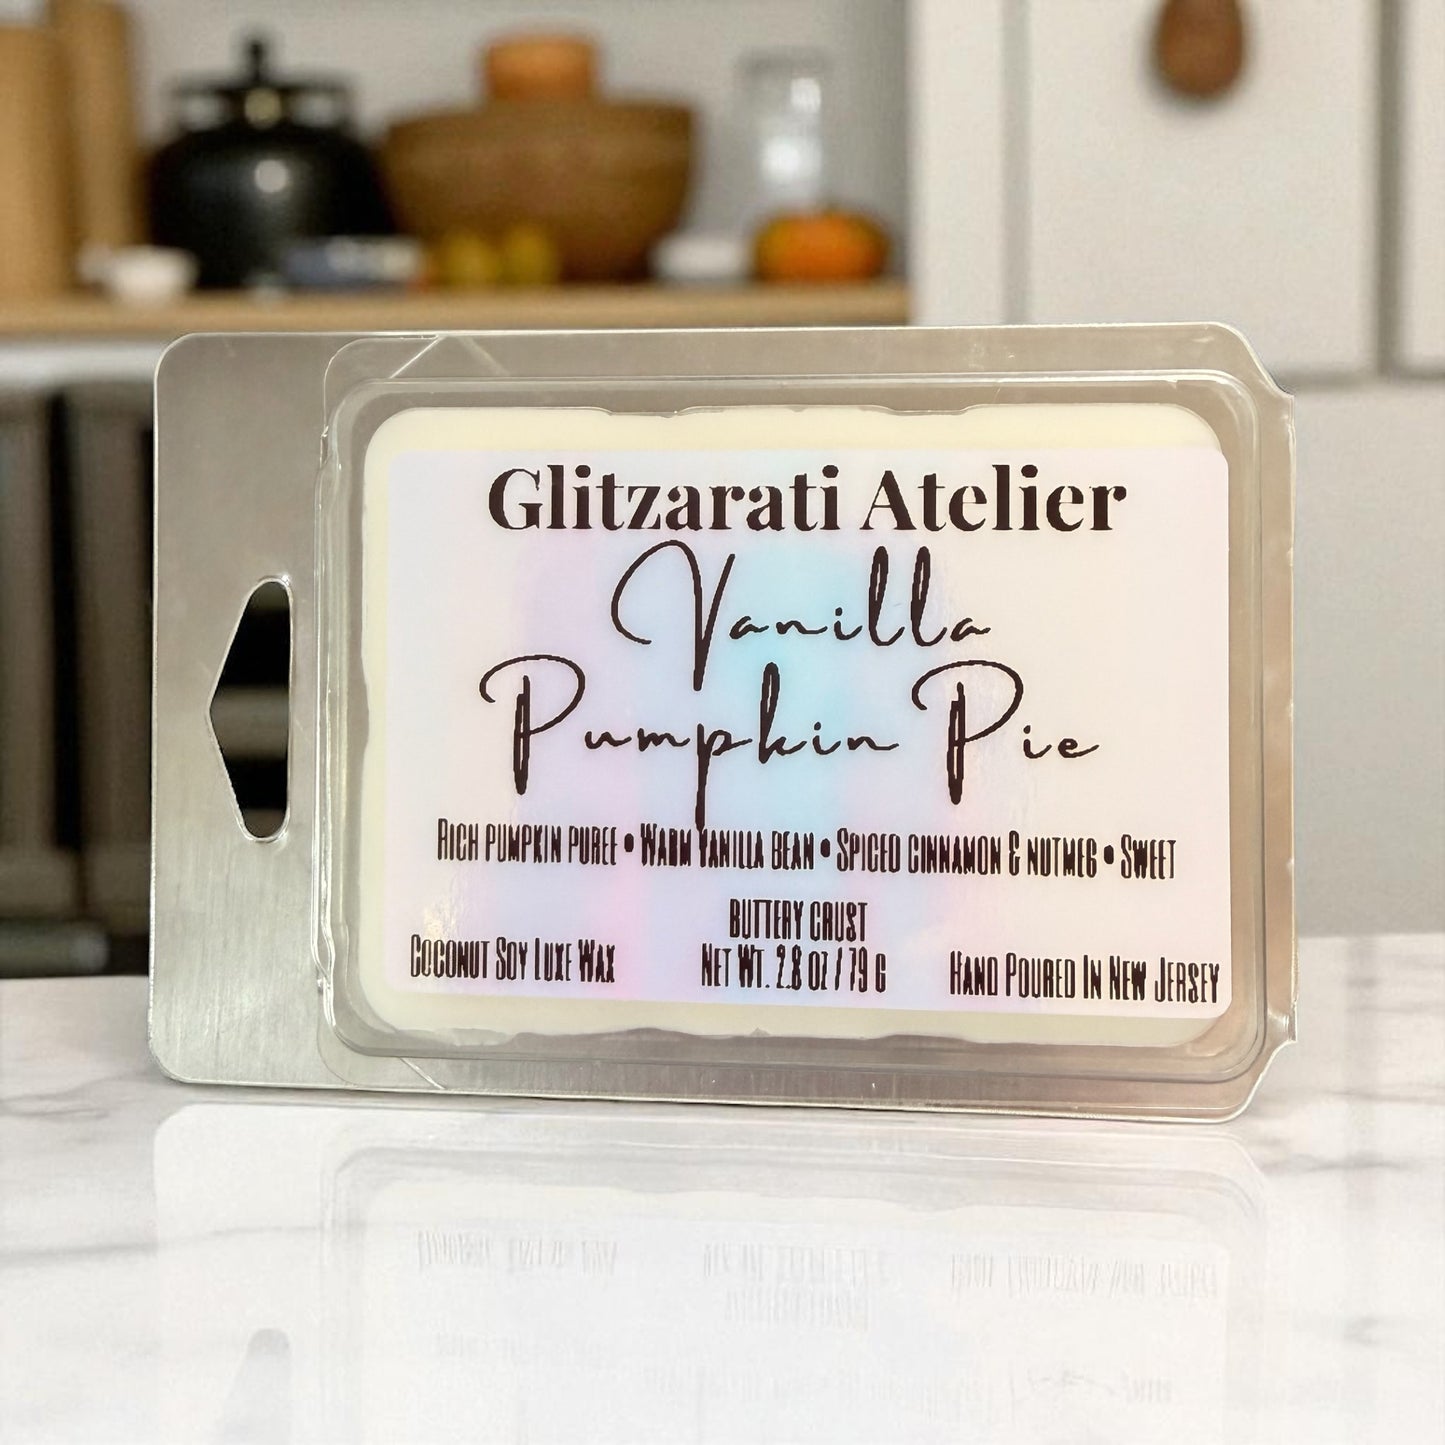 Glitzarati Atelier
Vanilla
Pumpkin Pie
Rich pumpkin puree • Warm vanilla bean • Spiced cinnamon & nutmeg • Sweet
buttery crust
Coconut Soy Luxe Wax
Net Wt. 2.8 oz / 79 g
Hand Poured In New Jersey